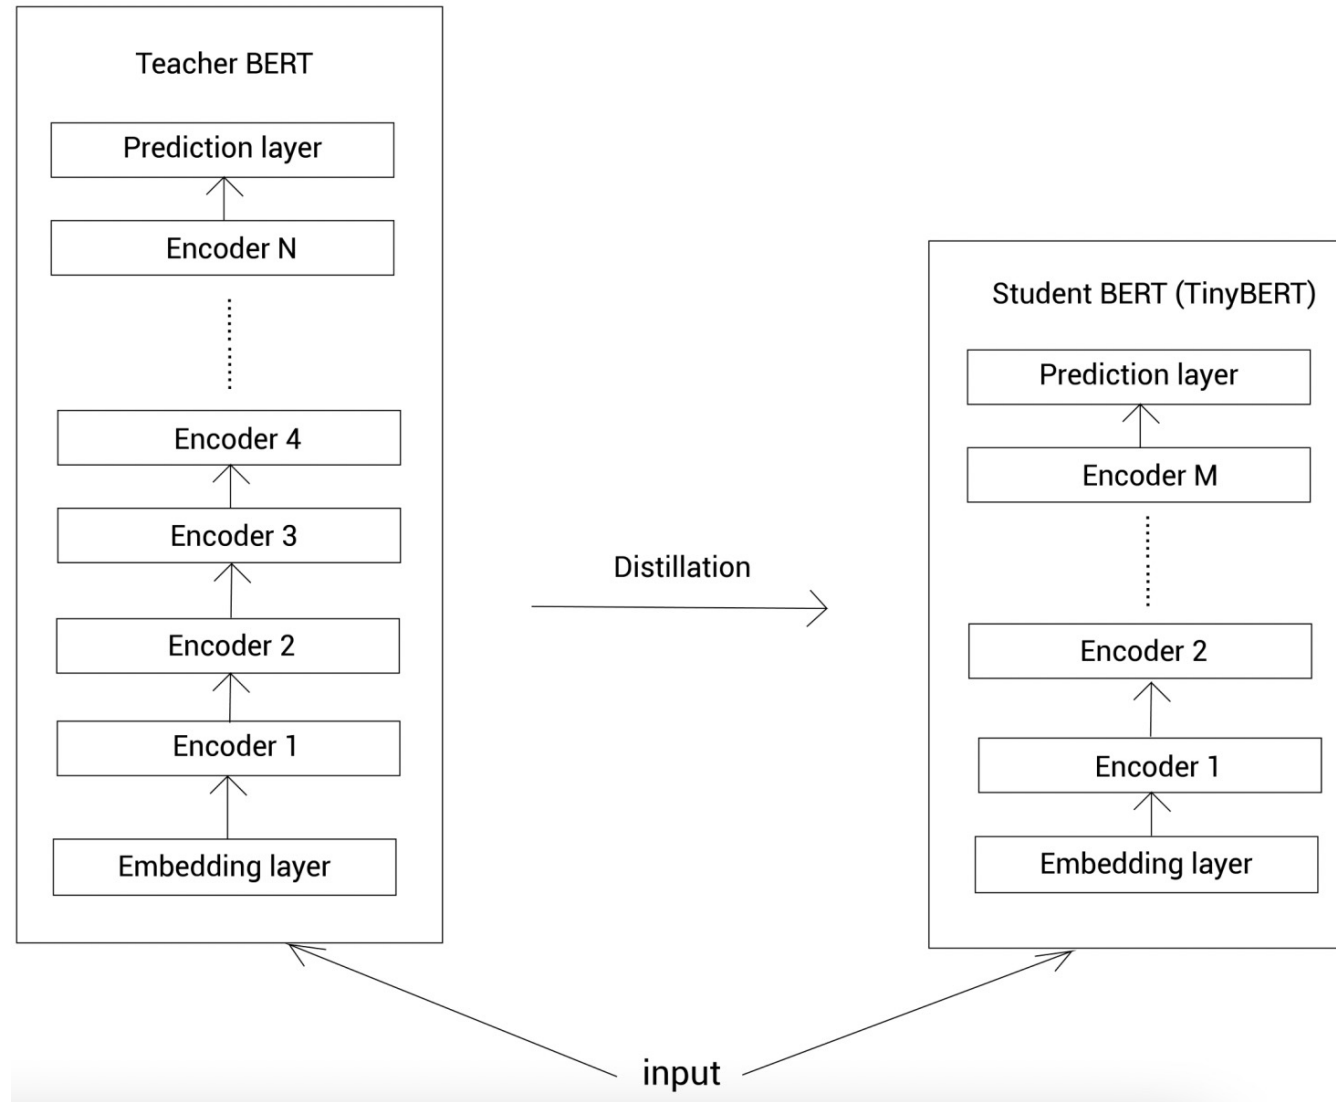 Teacher BERT
Prediction layer
Encoder N
Encoder 4
Encoder 3
Encoder 2
Encoder 1
Embedding layer
Distillation
Student BERT (TinyBERT)
Prediction layer
Encoder M
Encoder 2
Encoder 1
Embedding layer
input